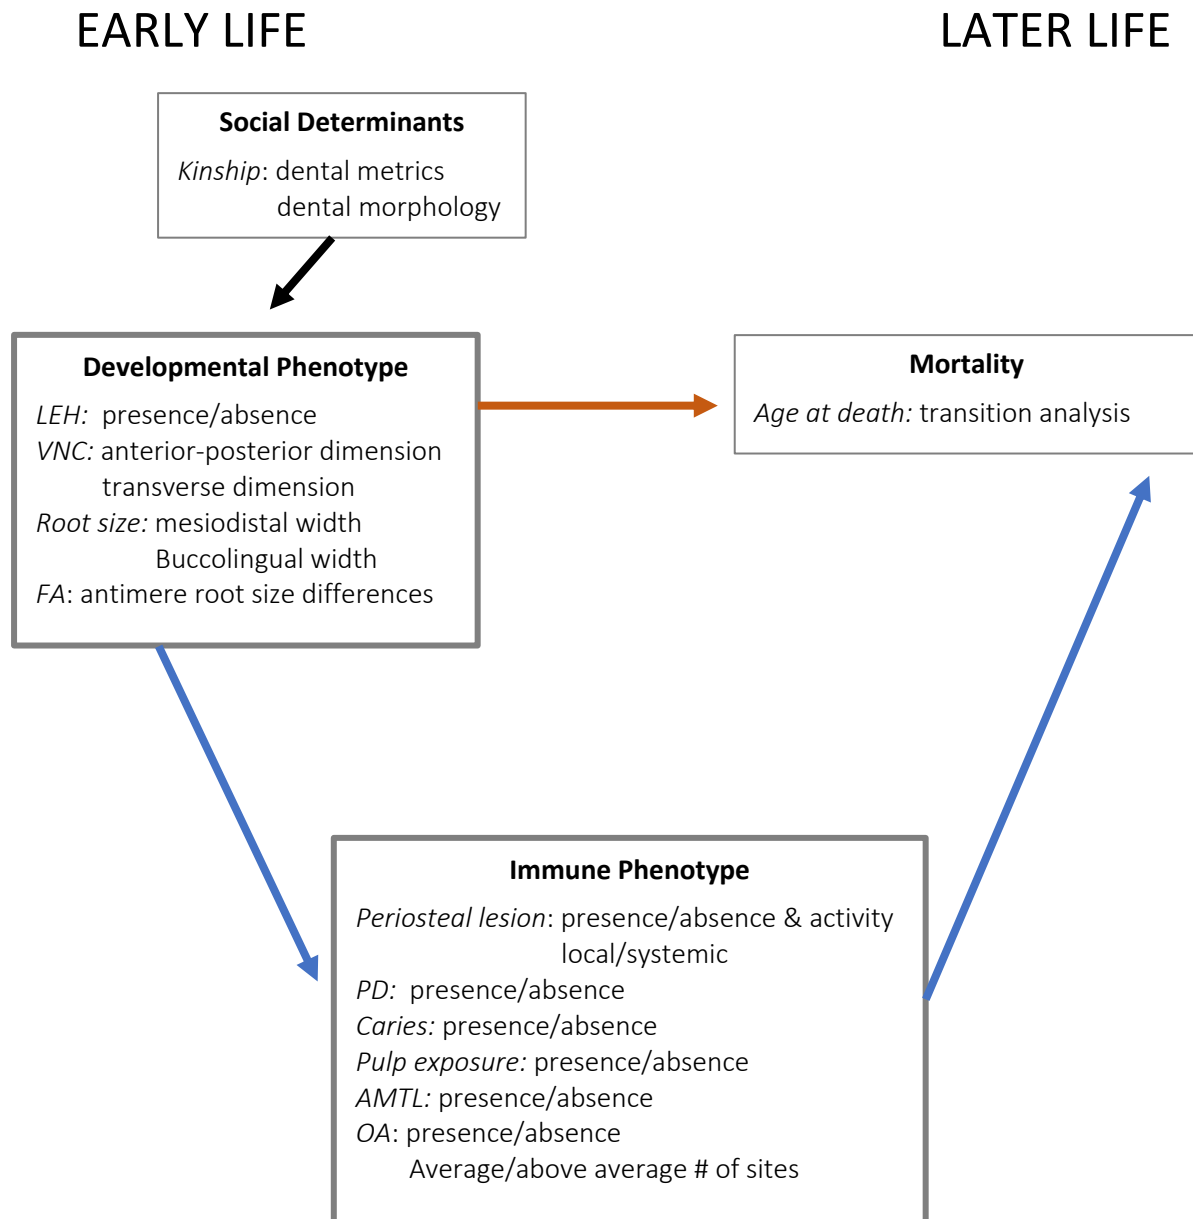 EARLY LIFE
LATER LIFE
Social Determinants
Kinship: dental metrics
dental morphology
Developmental Phenotype
LEH: presence/absence
VNC: anterior-posterior dimension
transverse dimension
Root size: mesiodistal width
Buccolingual width
FA: antimere root size differences
Mortality
Age at death: transition analysis
Immune Phenotype
Periosteal lesion: presence/absence & activity
local/systemic
PD: presence/absence
Caries: presence/absence
Pulp exposure: presence/absence
AMTL: presence/absence
OA: presence/absence
Average/above average # of sites